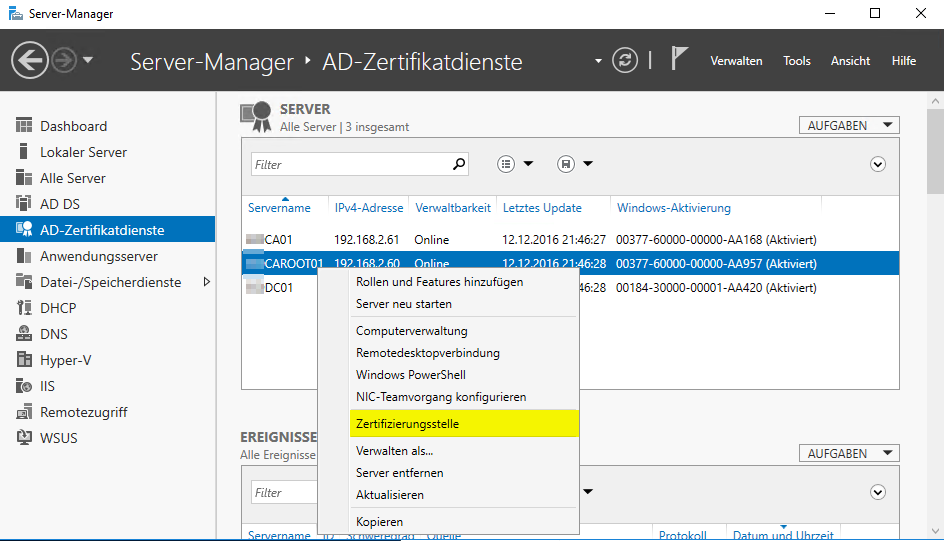 Server-Manager
Server-Manager AD-Zertifikatdienste Verwalten Tools Ansicht Hilfe
Dashboard
Lokaler Server
Alle Server
AD DS
AD-Zertifikatdienste
Anwendungsserver
Datei-/Speicherdienste
DHCP
DNS
Hyper-V
IIS
Remotezugriff
WSUS
SERVER
Alle Server | 3 insgesamt
AUFGABEN
Filter
Servername IPv4-Adresse Verwaltbarkeit Letztes Update Windows-Aktivierung
CA01 192.168.2.61 Online 12.12.2016 21:46:27 00377-60000-00000-AA168 (Aktiviert)
CAROOT01 192.168.2.60 Online 12.12.2016 21:46:28 00377-60000-00000-AA957 (Aktiviert)
DC01 21:46:28 00184-30000-00001-AA420 (Aktiviert)
Rollen und Features hinzufügen
Server neu starten
Computerverwaltung
Remotedesktopverbindung
Windows PowerShell
NIC-Teamvorgang konfigurieren
Zertifizierungsstelle
Verwalten als...
Server entfernen
Aktualisieren
Kopieren
EREIGNISSE
Alle Ereignisse
AUFGABEN
Filter
Servername ID Schweregrad Quelle Protokoll Datum und Uhrzeit